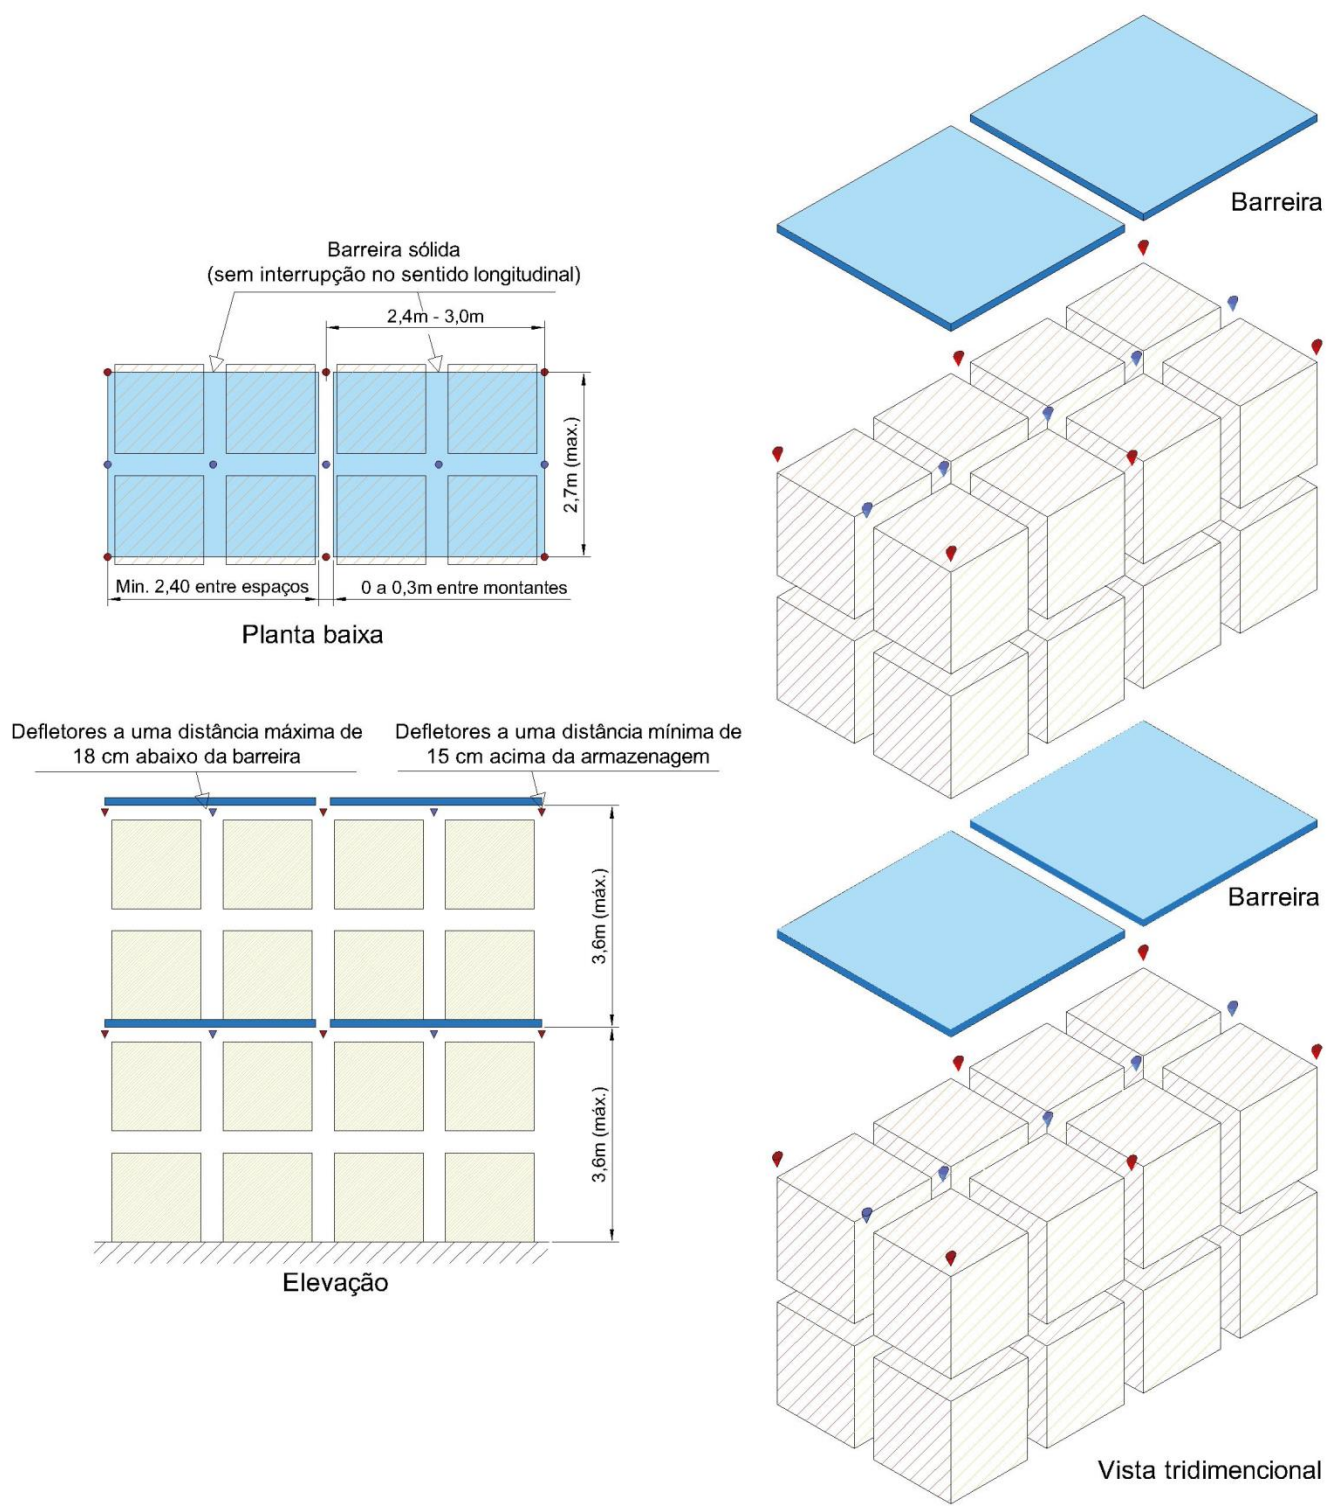 Barreira
Barreira sólida
(sem interrupção no sentido longitudinal)
2,4m - 3,0m
2,7m (max.)
Min. 2,40 entre espaços
0 a 0,3m entre montantes
Planta baixa
Defletores a uma distância máxima de
18 cm abaixo da barreira
Defletores a uma distância mínima de
15 cm acima da armazenagem
3,6m (máx.)
3,6m (máx.)
Elevação
Barreira
Vista tridimencional